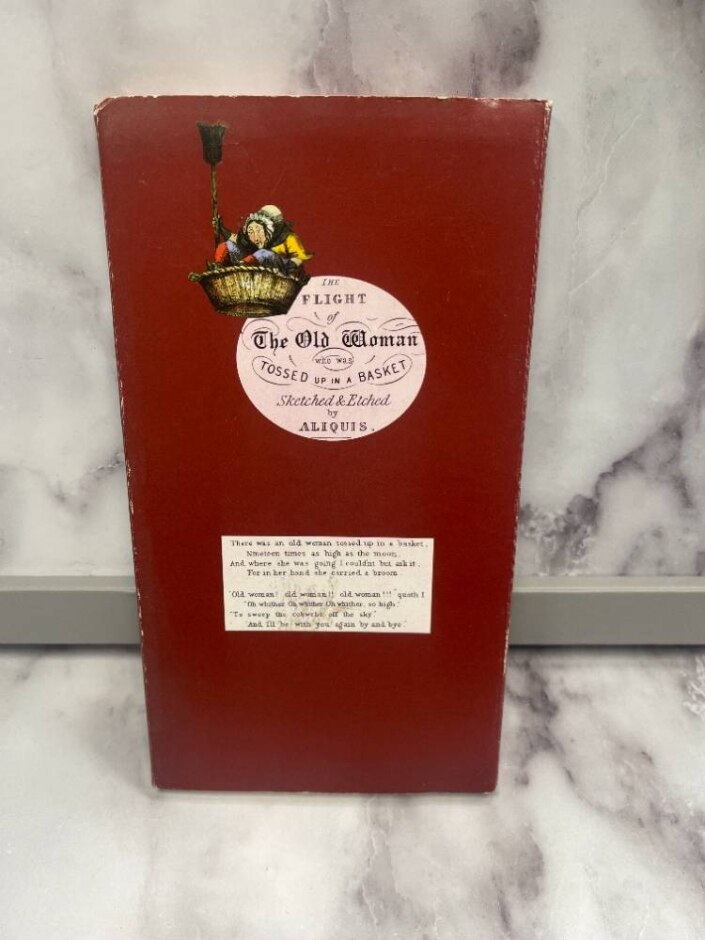 THE
FLIGHT
of
The Old Woman
who was
TOSSED UP IN A BASKET
Sketched & Etched
by
ALIQUIS.
There was an old woman tossed up in a basket,
Nineteen times as high as the moon,
And where she was going I couldn't but ask it,
For in her hand she carried a broom.
"Old woman! old woman!! old woman!!!" quoth I
"Oh whither Oh whither Oh whither, so high"
"To sweep the cobwebs off the sky"
"And I'll be with you again by and bye."